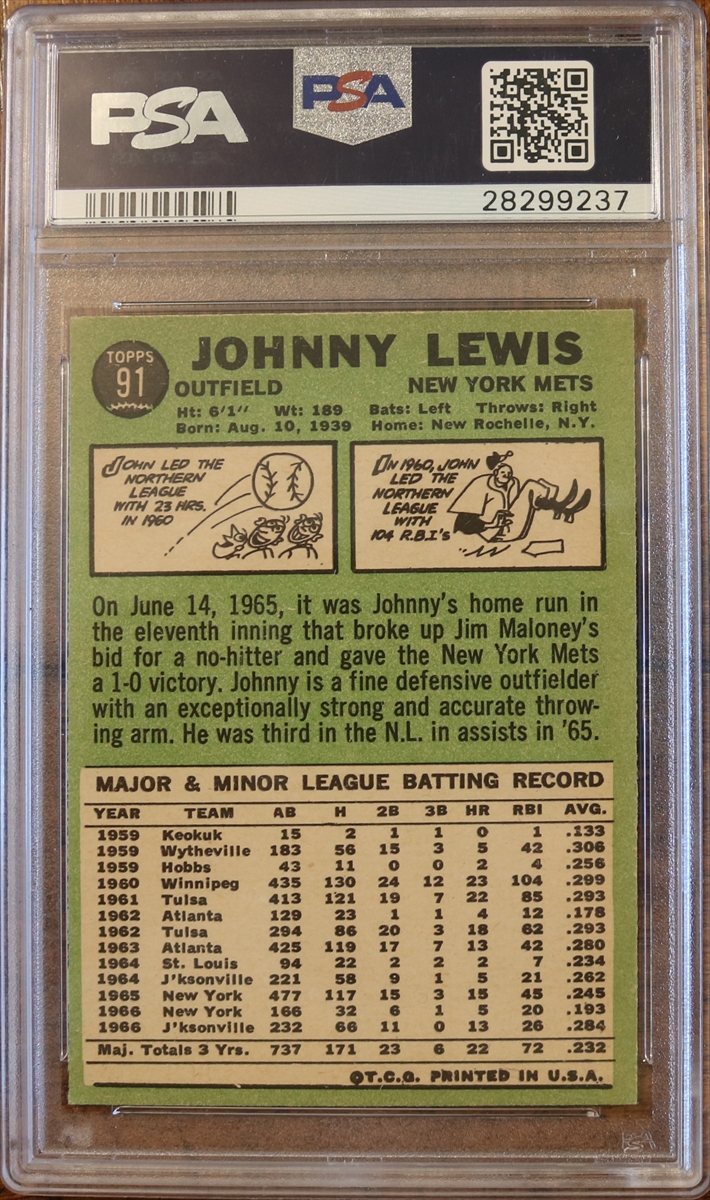 PSA
PSA
28299237
TOPPS
91
JOHNNY LEWIS
OUTFIELD NEW YORK METS
Ht: 6'1" Wt: 189 Bats: Left Throws: Right
Born: Aug. 10, 1939 Home: New Rochelle, N.Y.
JOHN LED THE
NORTHERN
LEAGUE
WITH 23 HRS.
IN 1960
IN 1960, JOHN
LED THE
NORTHERN
LEAGUE
WITH
104 R.B.I's
On June 14, 1965, it was Johnny's home run in
the eleventh inning that broke up Jim Maloney's
bid for a no-hitter and gave the New York Mets
a 1-0 victory. Johnny is a fine defensive outfielder
with an exceptionally strong and accurate throw-
ing arm. He was third in the N.L. in assists in '65.
MAJOR & MINOR LEAGUE BATTING RECORD
YEAR TEAM AB H 2B 3B HR RBI AVG.
1959 Keokuk 15 2 1 1 0 1 .133
1959 Wytheville 183 56 15 3 5 42 .306
1959 Hobbs 43 11 0 0 2 4 .256
1960 Winnipeg 435 130 24 12 23 104 .299
1961 Tulsa 413 121 19 7 22 85 .293
1962 Atlanta 129 23 1 1 4 12 .178
1962 Tulsa 294 86 20 3 18 62 .293
1963 Atlanta 425 119 17 7 13 42 .280
1964 St. Louis 94 22 2 2 2 7 .234
1964 J'ksonville 221 58 9 1 5 21 .262
1965 New York 477 117 15 3 15 45 .245
1966 New York 166 32 6 1 5 20 .193
1966 J'ksonville 232 66 11 0 13 26 .284
Maj. Totals 3 Yrs. 737 171 23 6 22 72 .232
©T.C.G. PRINTED IN U.S.A.
PSA